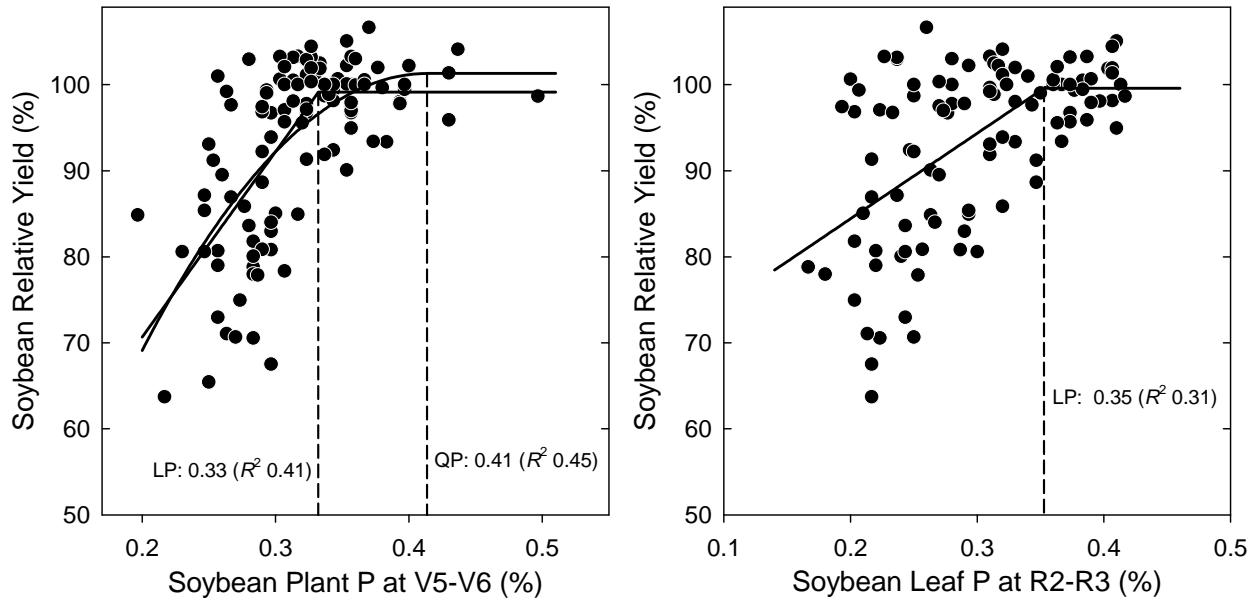 Soybean Relative Yield (%)
100
90
80
70
60
50
LP: 0.33 (R² 0.41)
QP: 0.41 (R² 0.45)
0.2 0.3 0.4 0.5
Soybean Plant P at V5-V6 (%)
Soybean Relative Yield (%)
100
90
80
70
60
50
LP: 0.35 (R² 0.31)
0.1 0.2 0.3 0.4 0.5
Soybean Leaf P at R2-R3 (%)